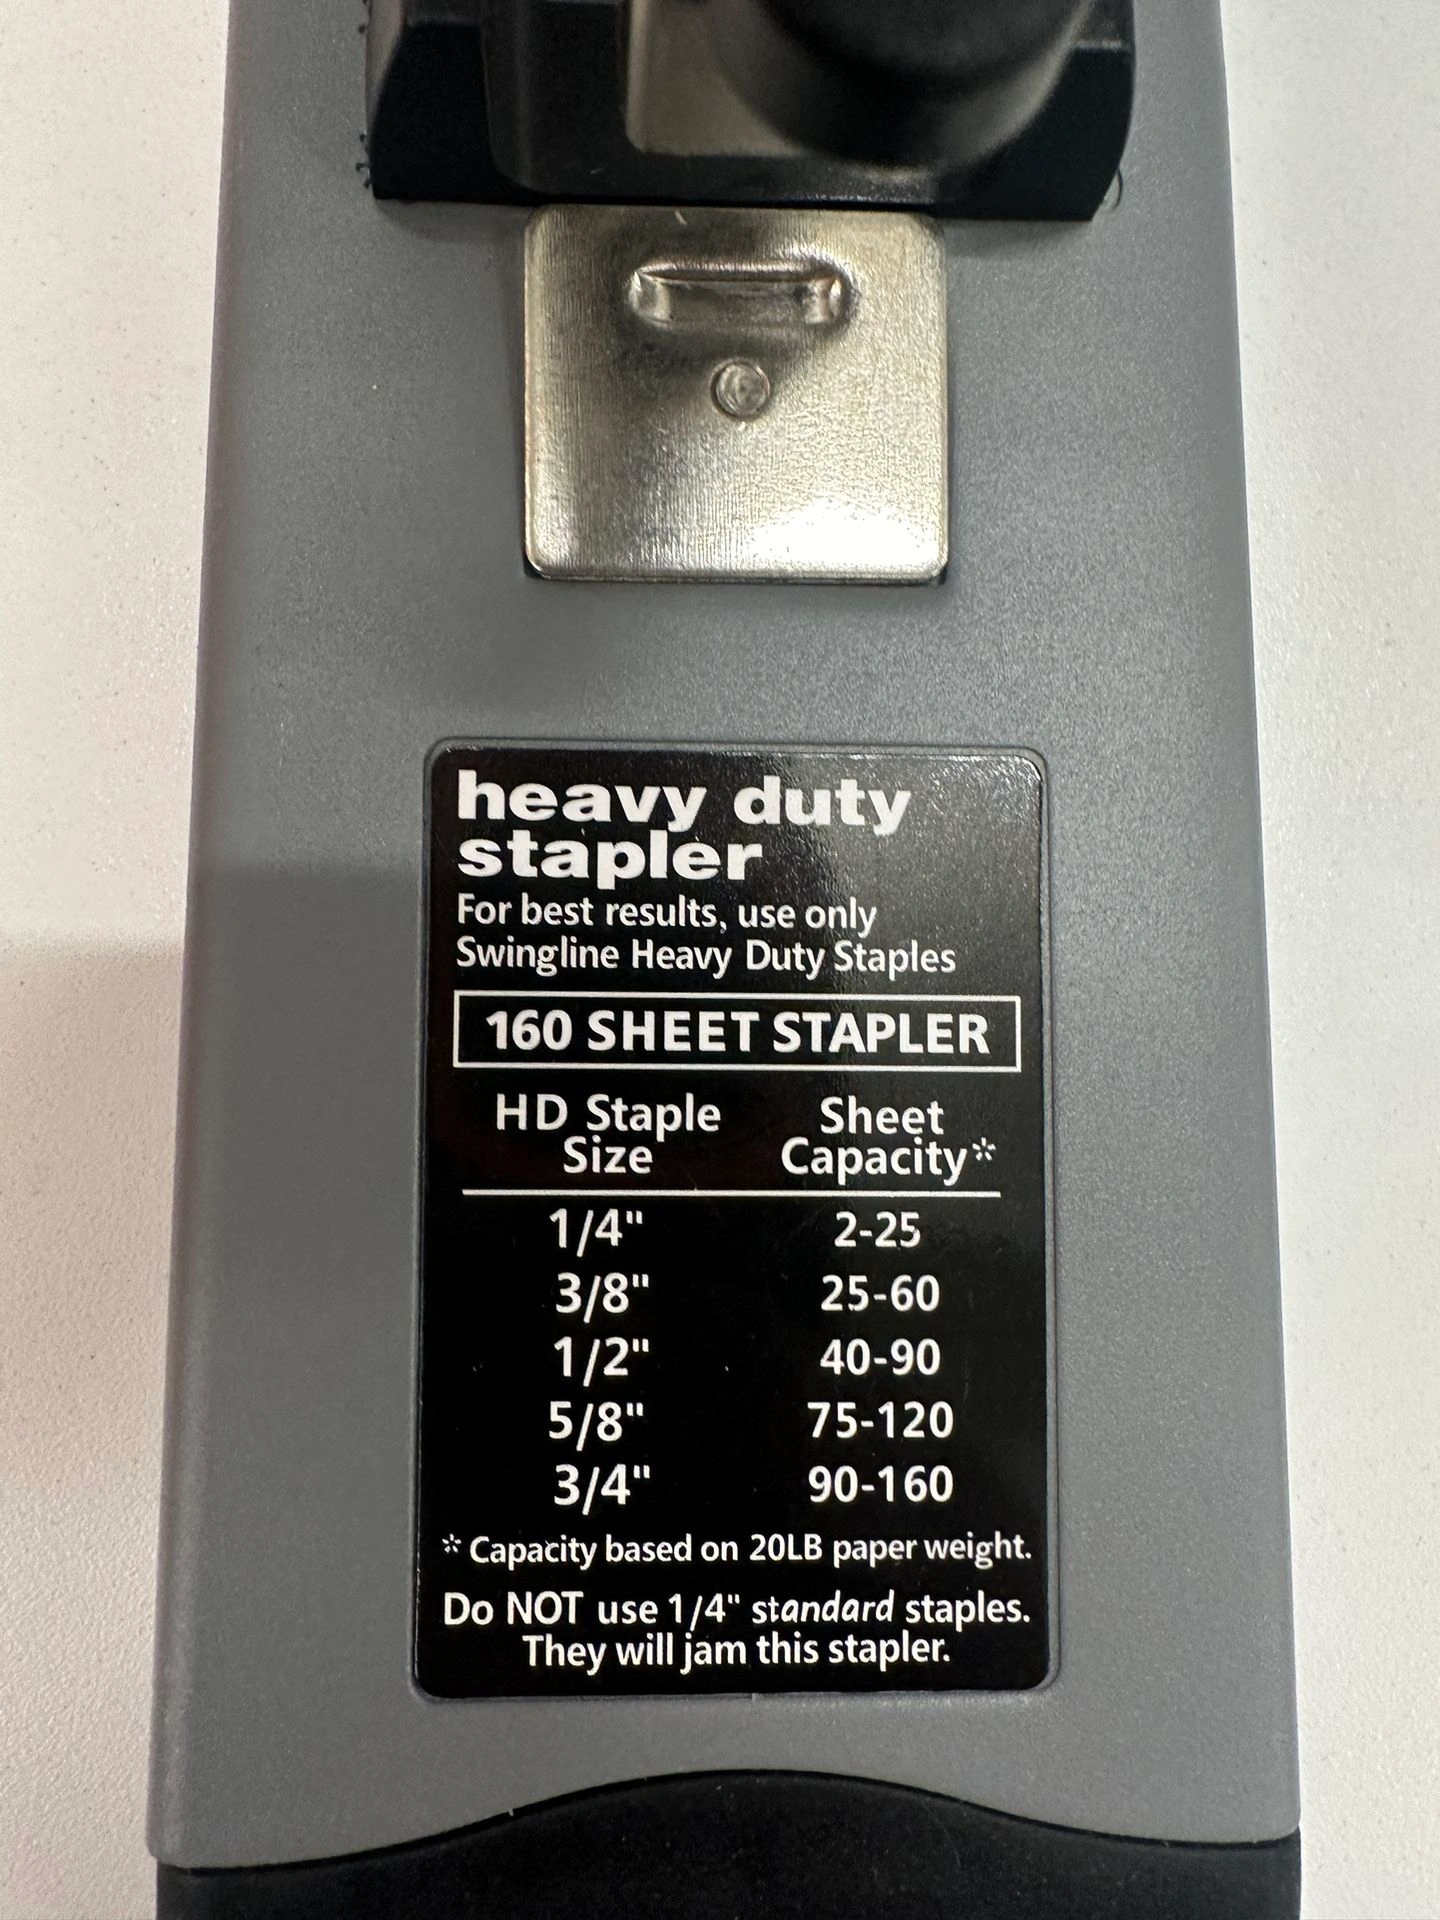 heavy duty
stapler
For best results, use only
Swingline Heavy Duty Staples
160 SHEET STAPLER
HD Staple Size Sheet Capacity*
1/4" 2-25
3/8" 25-60
1/2" 40-90
5/8" 75-120
3/4" 90-160
* Capacity based on 20LB paper weight.
Do NOT use 1/4" standard staples.
They will jam this stapler.